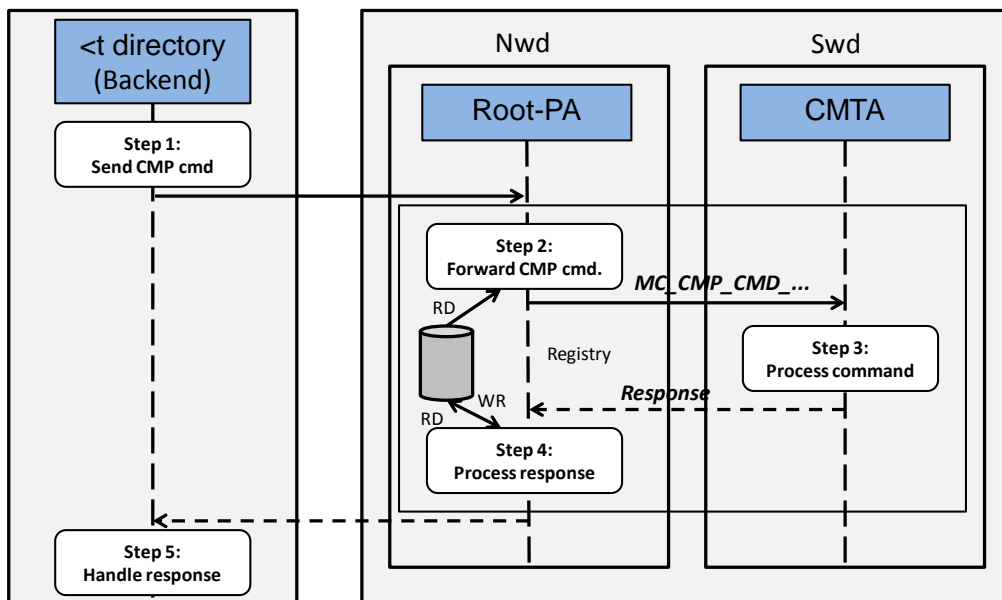 <t directory
(Backend)
Nwd
Swd
Root-PA
CMTA
Step 1:
Send CMP cmd
Step 2:
Forward CMP cmd.
MC_CMP_CMD_...
RD
Registry
Step 3:
Process command
Response
WR
RD
Step 4:
Process response
Step 5:
Handle response